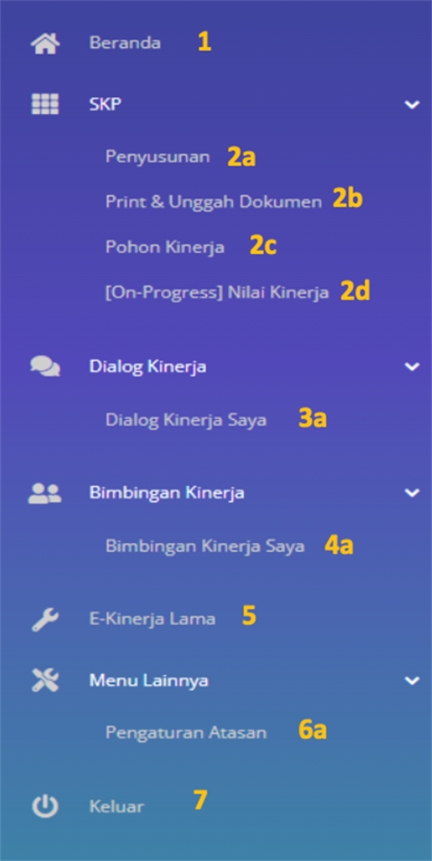 Beranda 1
SKP
Penyusunan 2a
Print & Unggah Dokumen 2b
Pohon Kinerja 2c
[On-Progress] Nilai Kinerja 2d
Dialog Kinerja
Dialog Kinerja Saya 3a
Bimbingan Kinerja
Bimbingan Kinerja Saya 4a
E-Kinerja Lama 5
Menu Lainnya
Pengaturan Atasan 6a
Keluar 7